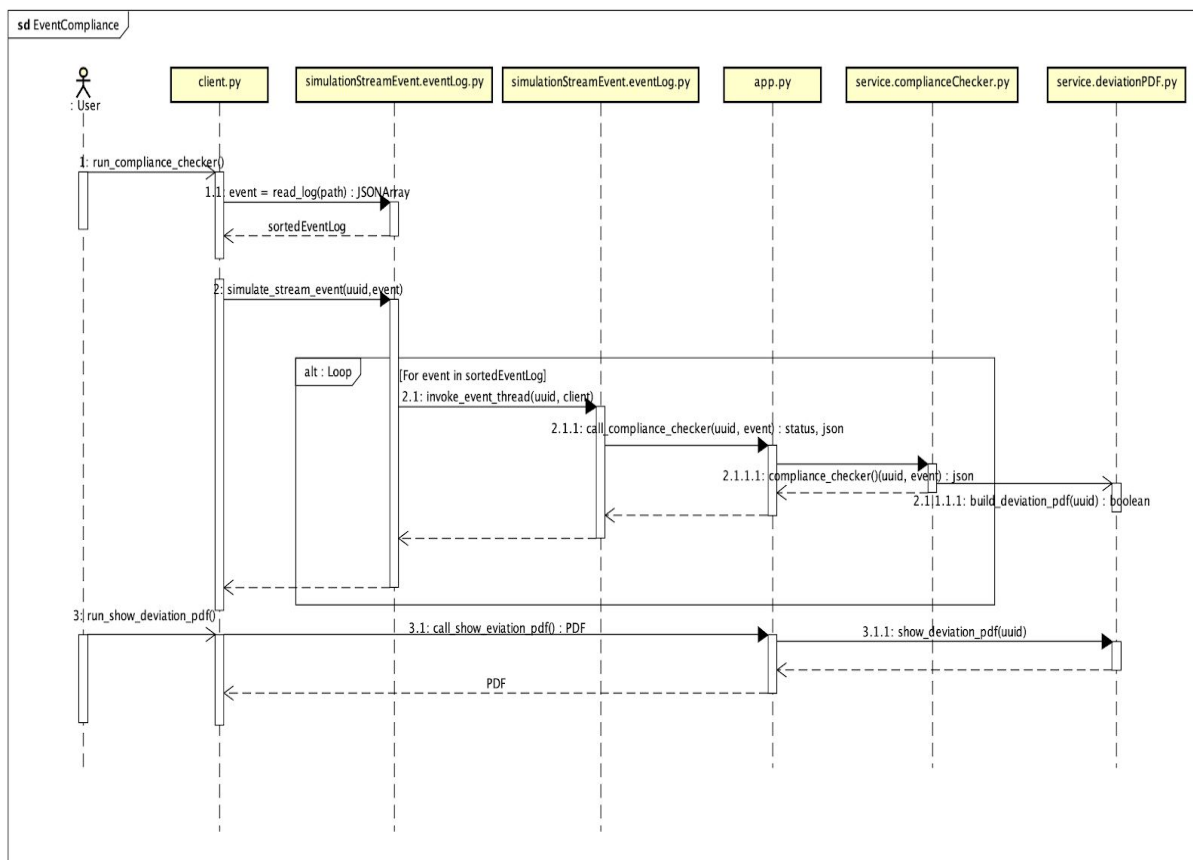 sd EventCompliance
: User
client.py
simulationStreamEvent.eventLog.py
simulationStreamEvent.eventLog.py
app.py
service.complianceChecker.py
service.deviationPDF.py
1: run_compliance_checker()
1.1: event = read_log(path) : JSONArray
sortedEventLog
2: simulate_stream_event(uuid,event)
alt : Loop
[For event in sortedEventLog]
2.1: invoke_event_thread(uuid, client)
2.1.1: call_compliance_checker(uuid, event) : status, json
2.1.1.1: compliance_checker()(uuid, event) : json
2.1.1.1.1: build_deviation_pdf(uuid) : boolean
3: run_show_deviation_pdf()
3.1: call_show_eviation_pdf() : PDF
3.1.1: show_deviation_pdf(uuid)
PDF